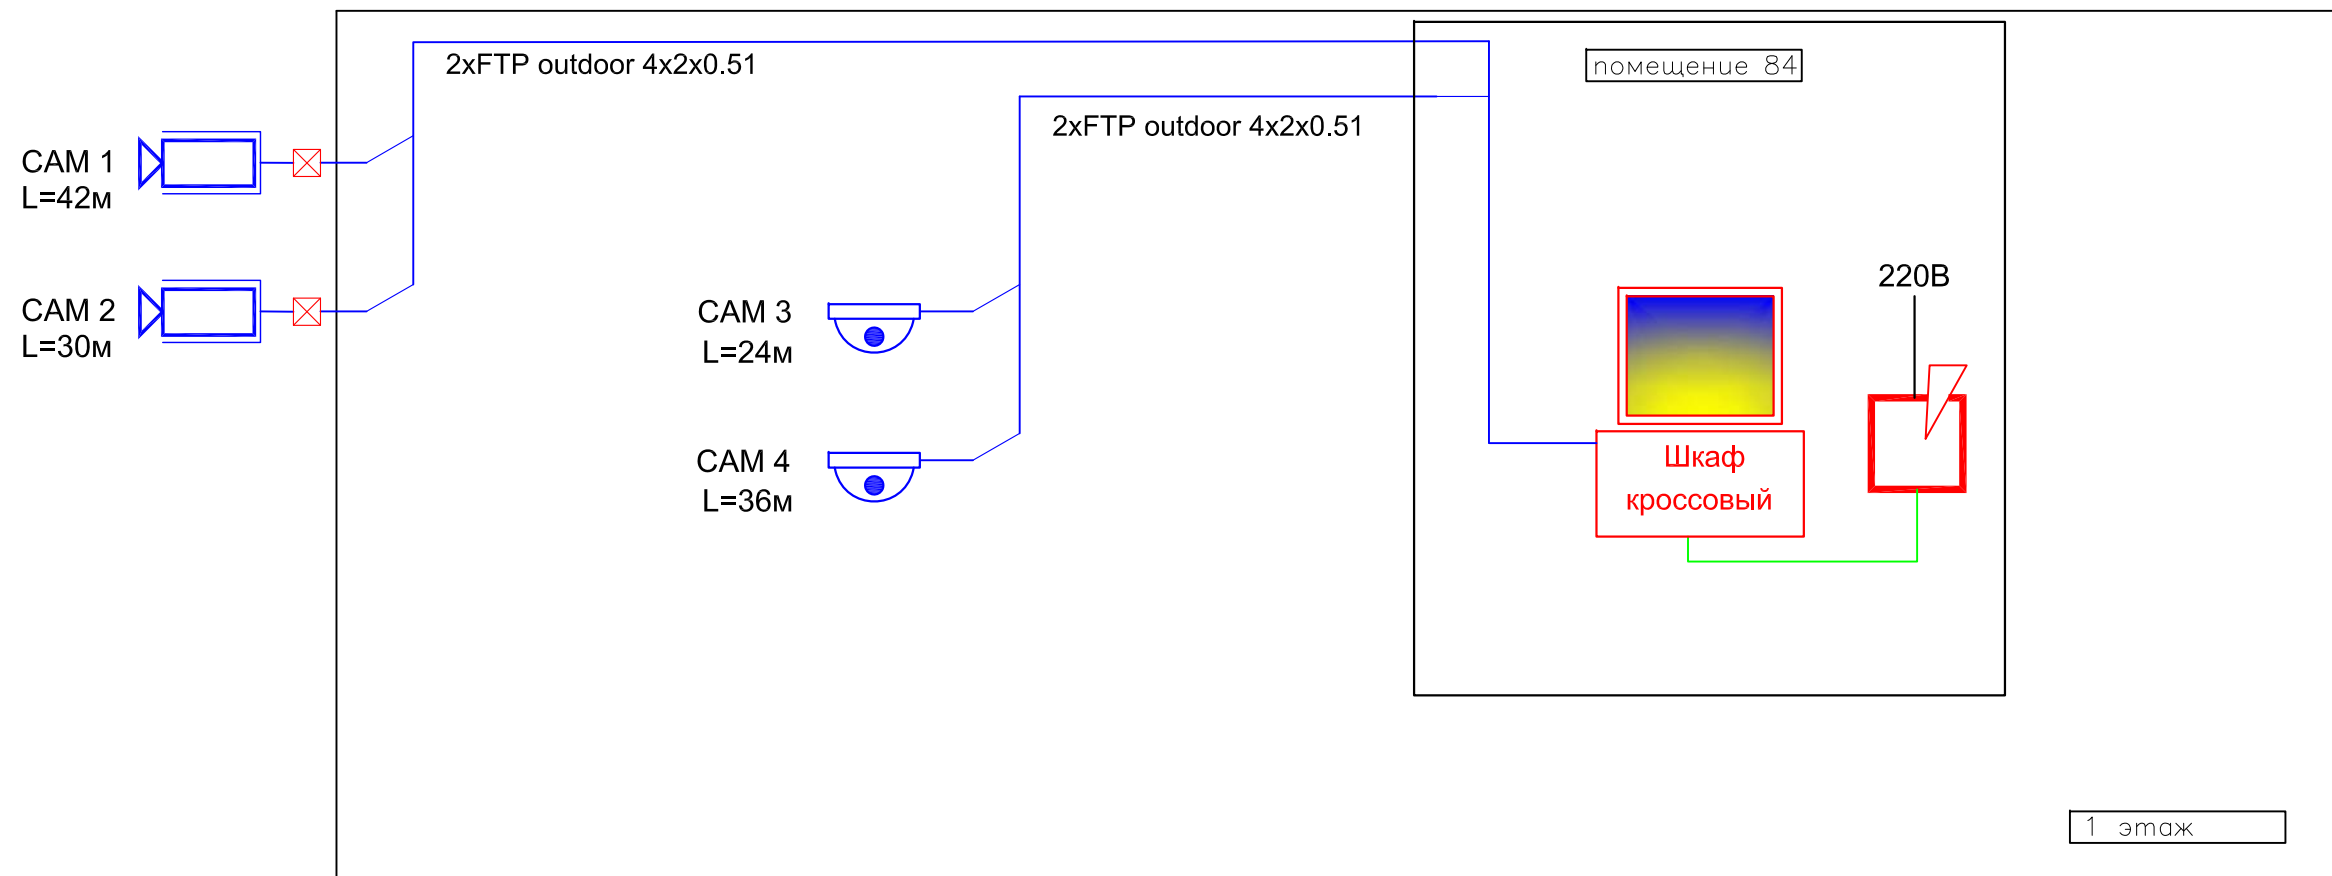 2xFTP outdoor 4x2x0.51
помещение 84
2xFTP outdoor 4x2x0.51
CAM 1
L=42м
CAM 2
L=30м
CAM 3
L=24м
CAM 4
L=36м
220В
Шкаф
кроссовый
1 этаж